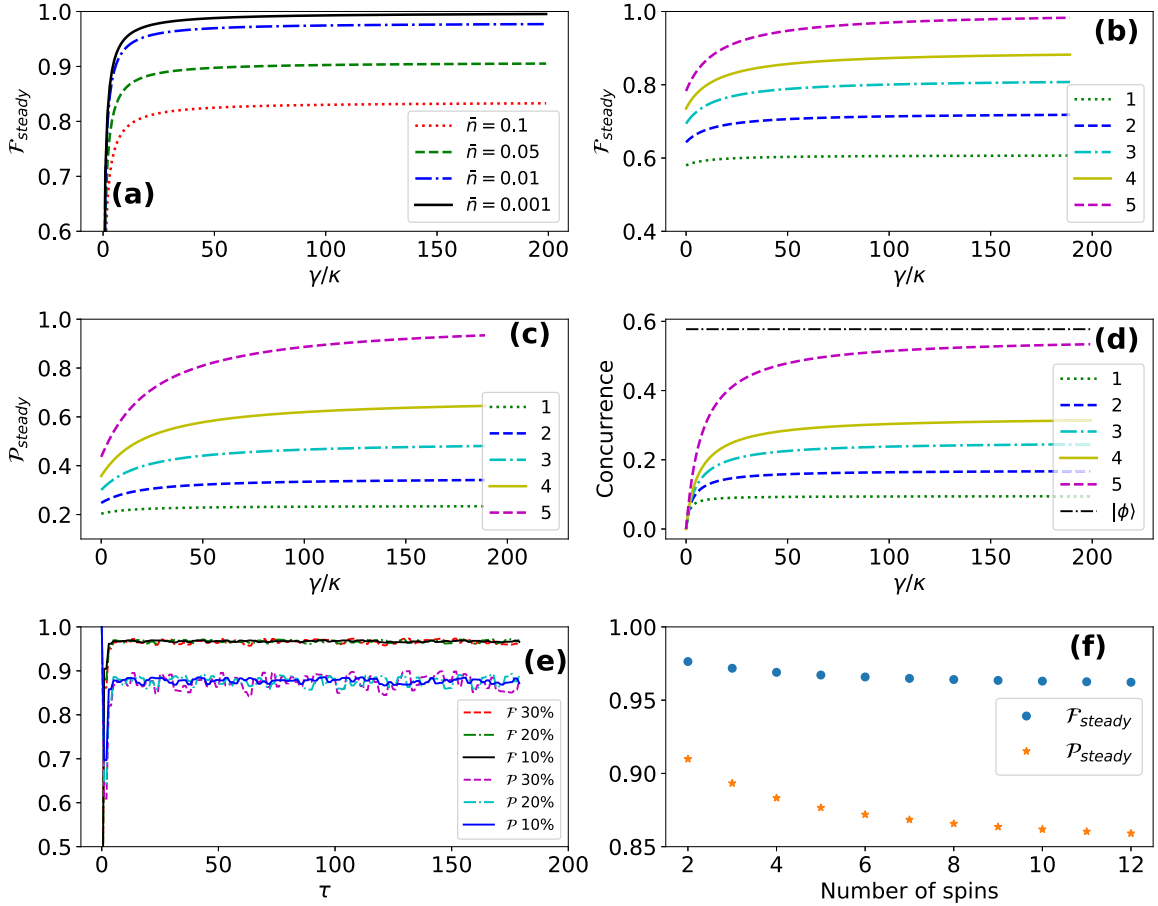 1.0
0.9
0.8
0.7
0.6
0 50 100 150 200
F_steady
γ/κ
(a)
n̄ = 0.1
n̄ = 0.05
n̄ = 0.01
n̄ = 0.001
1.0
0.8
0.6
0.4
0 50 100 150 200
F_steady
γ/κ
(b)
1
2
3
4
5
1.0
0.8
0.6
0.4
0.2
0 50 100 150 200
P_steady
γ/κ
(c)
1
2
3
4
5
0.6
0.4
0.2
0.0
0 50 100 150 200
Concurrence
γ/κ
(d)
1
2
3
4
5
|ϕ⟩
1.0
0.9
0.8
0.7
0.6
0.5
0 50 100 150 200
τ
(e)
F 30%
F 20%
F 10%
P 30%
P 20%
P 10%
1.00
0.95
0.90
0.85
2 4 6 8 10 12
Number of spins
(f)
F_steady
P_steady